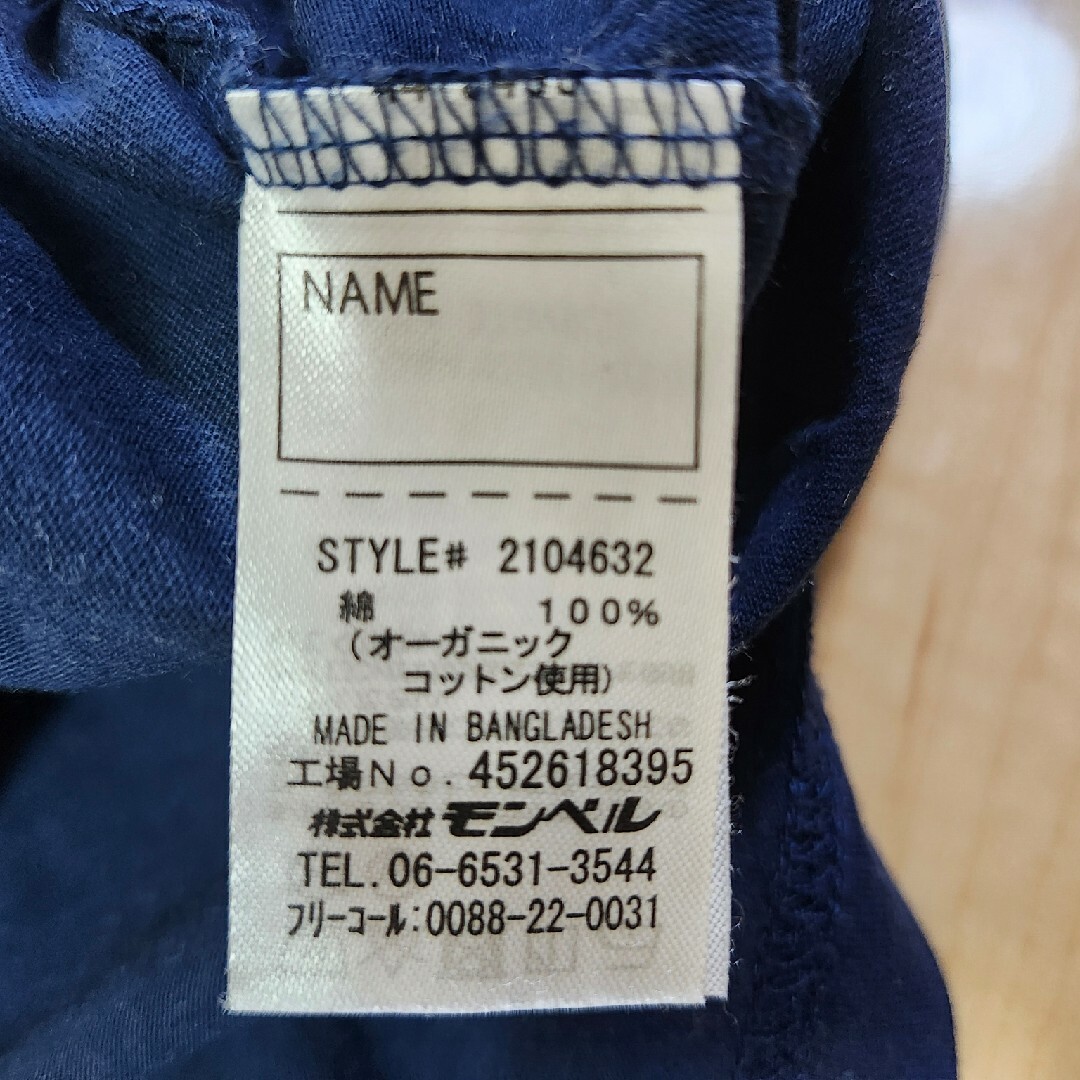 NAME
STYLE# 2104632
綿 100%
(オーガニック
コットン使用)
MADE IN BANGLADESH
工場No.452618395
株式会社モンベル
TEL.06-6531-3544
フリーコール:0088-22-0031